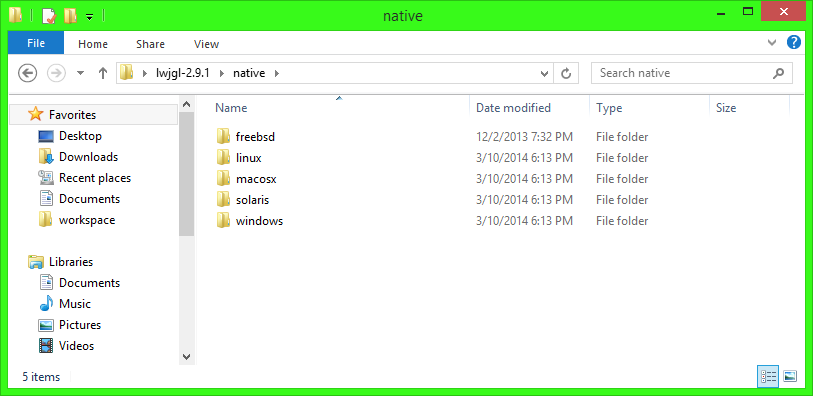 native
File Home Share View
lwjgl-2.9.1 native Search native
Name Date modified Type Size
Favorites
Desktop
Downloads
Recent places
Documents
workspace
Libraries
Documents
Music
Pictures
Videos
freebsd 12/2/2013 7:32 PM File folder
linux 3/10/2014 6:13 PM File folder
macosx 3/10/2014 6:13 PM File folder
solaris 3/10/2014 6:13 PM File folder
windows 3/10/2014 6:13 PM File folder
5 items